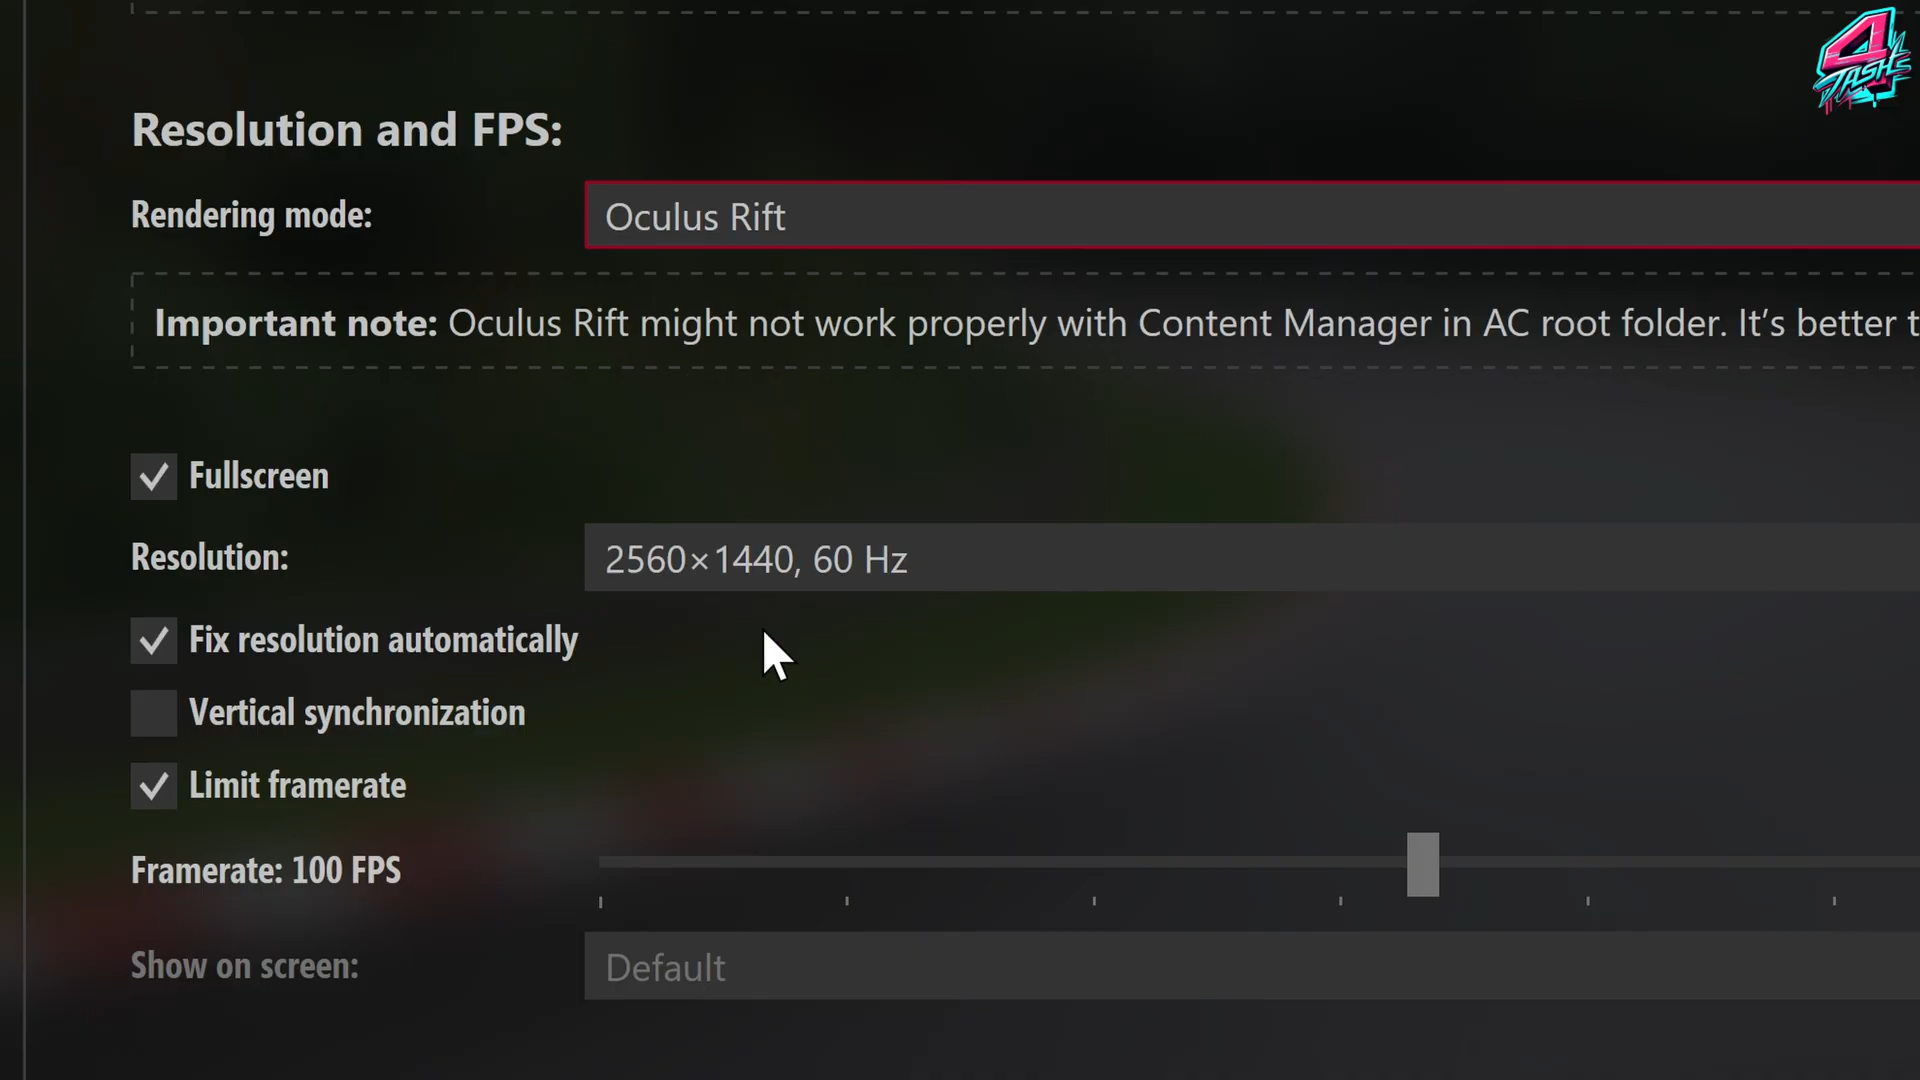 4
TASH
Resolution and FPS:
Rendering mode: Oculus Rift
Important note: Oculus Rift might not work properly with Content Manager in AC root folder. It's better t
Fullscreen
Resolution: 2560×1440, 60 Hz
Fix resolution automatically
Vertical synchronization
Limit framerate
Framerate: 100 FPS
Show on screen: Default